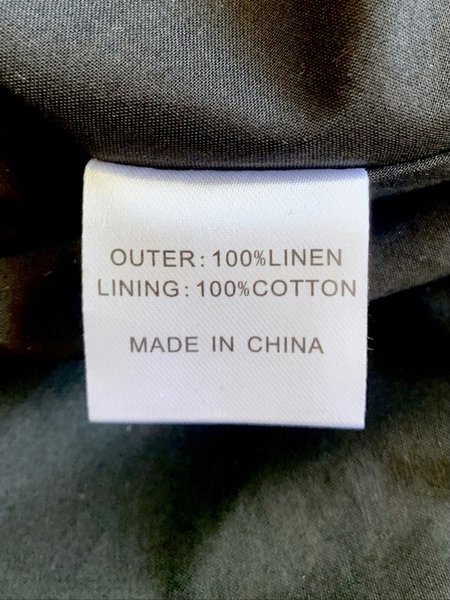 OUTER: 100%LINEN
LINING: 100%COTTON
MADE IN CHINA